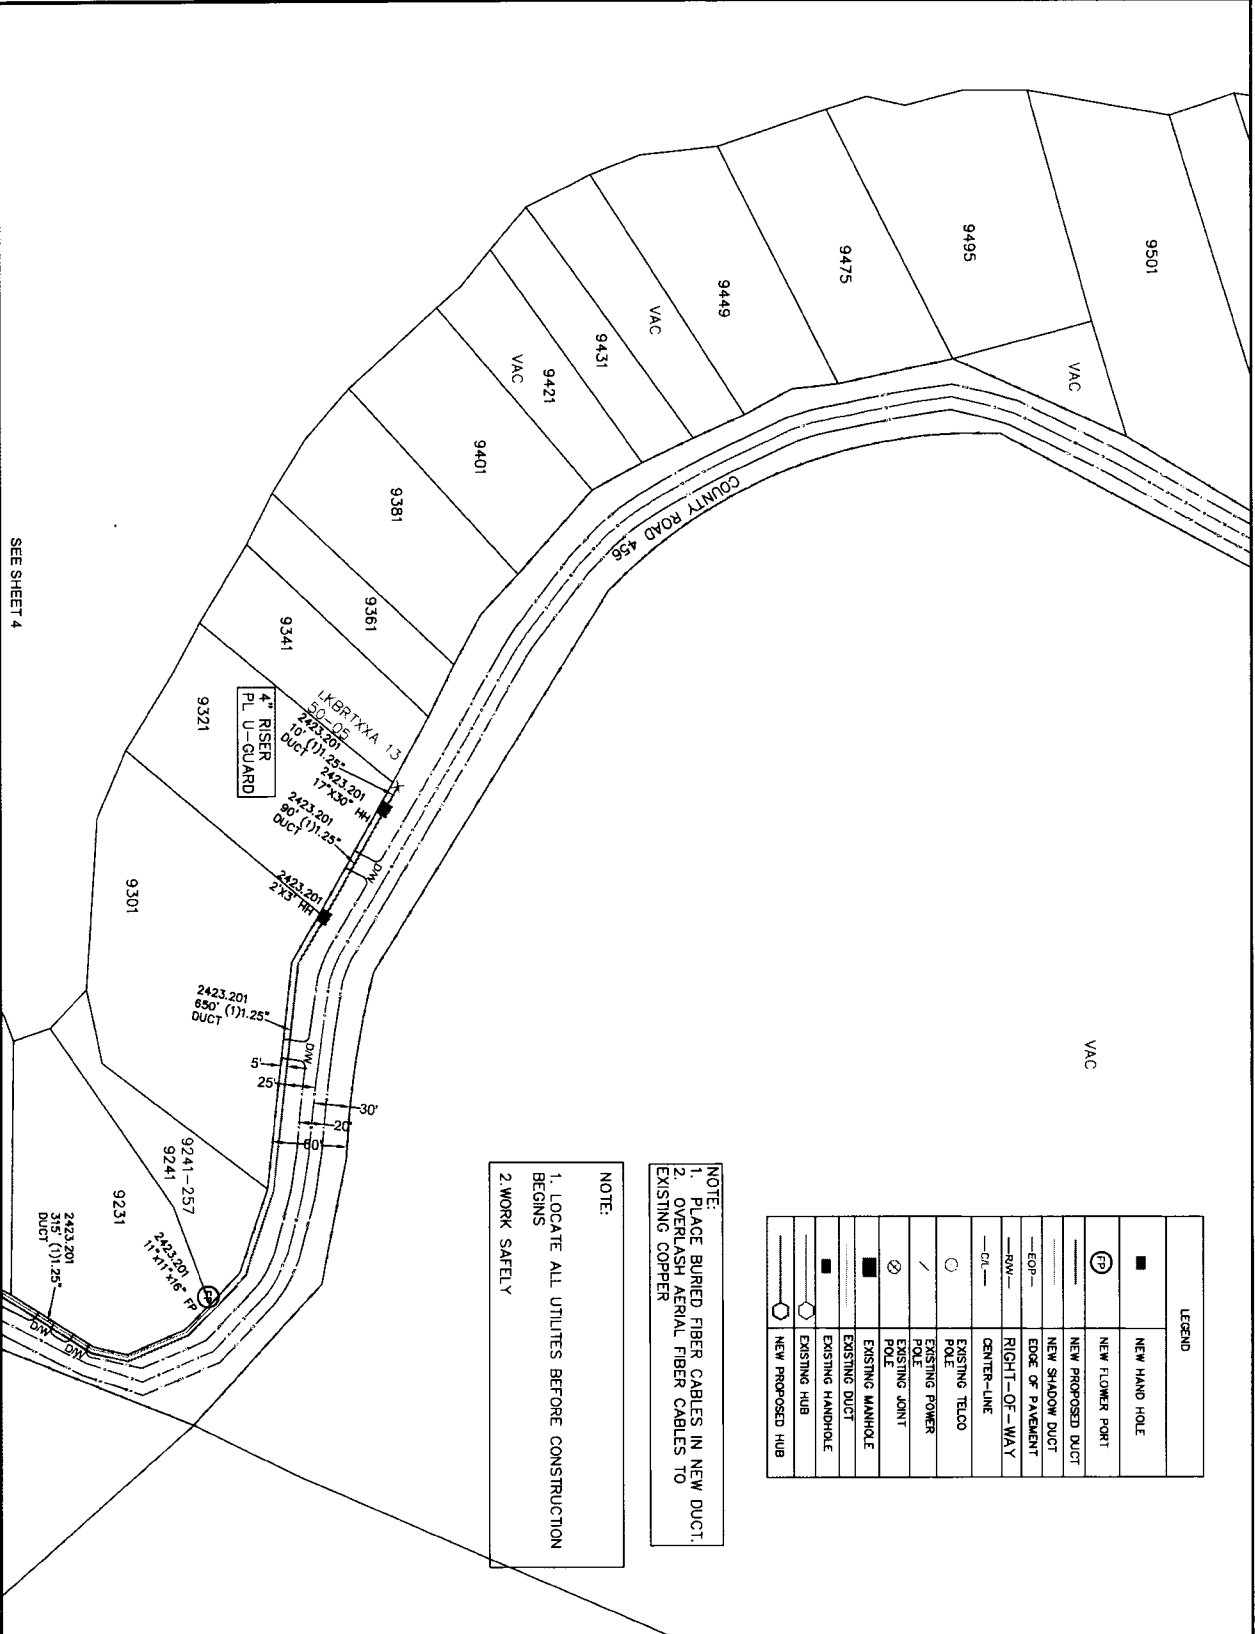 LEGEND
NEW HAND HOLE
FP
NEW FLOWER PORT
NEW PROPOSED DUCT
NEW SHADOW DUCT
EOP
EDGE OF PAVEMENT
R/W
RIGHT-OF-WAY
C/L
CENTER-LINE
EXISTING TELCO
POLE
EXISTING POWER
POLE
EXISTING JOINT
POLE
EXISTING MANHOLE
EXISTING DUCT
EXISTING HANDHOLE
EXISTING HUB
NEW PROPOSED HUB
NOTE:
1. PLACE BURIED FIBER CABLES IN NEW DUCT.
2. OVERLASH AERIAL FIBER CABLES TO
EXISTING COPPER
NOTE:
1. LOCATE ALL UTILITES BEFORE CONSTRUCTION
BEGINS
2.WORK SAFELY
VAC
9501
VAC
9495
9475
9449
VAC
9431
9421
VAC
9401
9381
9361
9341
9321
9301
9241-257
9241
9231
COUNTY ROAD 456
LKBRTXXA 13
50-05
2423.201
10' (1)1.25"
DUCT
2423.201
17"X30" HH
4" RISER
PL U-GUARD
2423.201
90' (1)1.25"
DUCT
D/W
2423.201
2'X3' HH
2423.201
650' (1)1.25"
DUCT
D/W
5'
25'
30'
20'
60'
2423.201
11"x11"x16" FP
FP
2423.201
315' (1)1.25"
DUCT
D/W
D/W
SEE SHEET 4